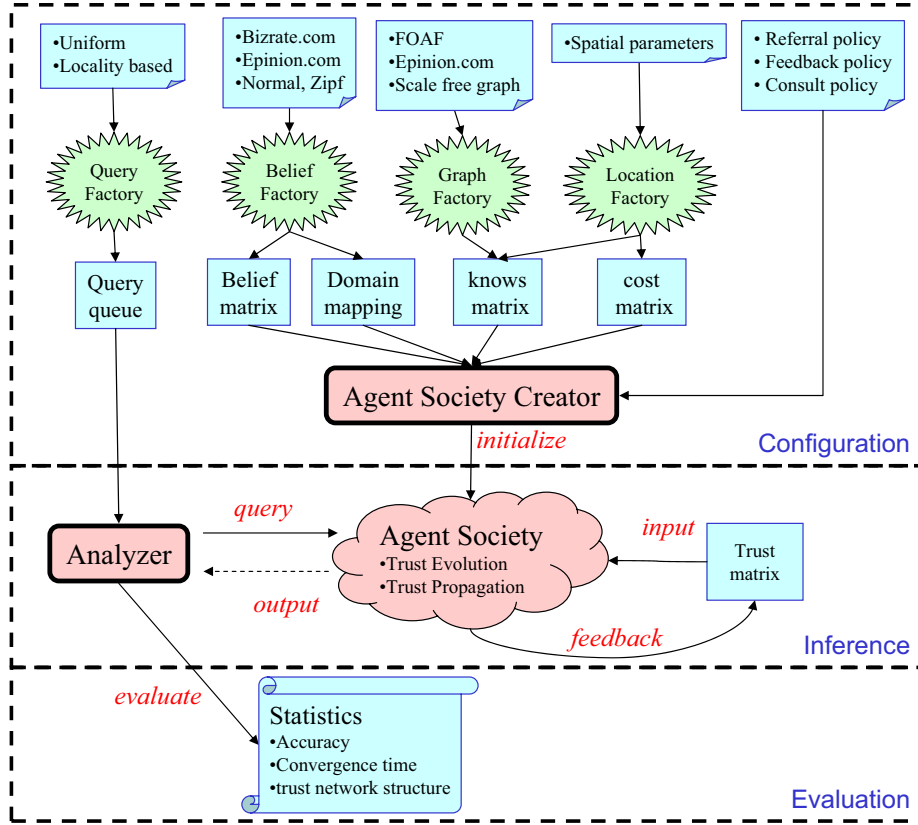 •Uniform
•Locality based
•Bizrate.com
•Epinion.com
•Normal, Zipf
•FOAF
•Epinion.com
•Scale free graph
•Spatial parameters
• Referral policy
• Feedback policy
• Consult policy
Query
Factory
Belief
Factory
Graph
Factory
Location
Factory
Query
queue
Belief
matrix
Domain
mapping
knows
matrix
cost
matrix
Agent Society Creator
initialize
Configuration
Analyzer
query
output
Agent Society
•Trust Evolution
•Trust Propagation
input
Trust
matrix
feedback
Inference
evaluate
Statistics
•Accuracy
•Convergence time
•trust network structure
Evaluation